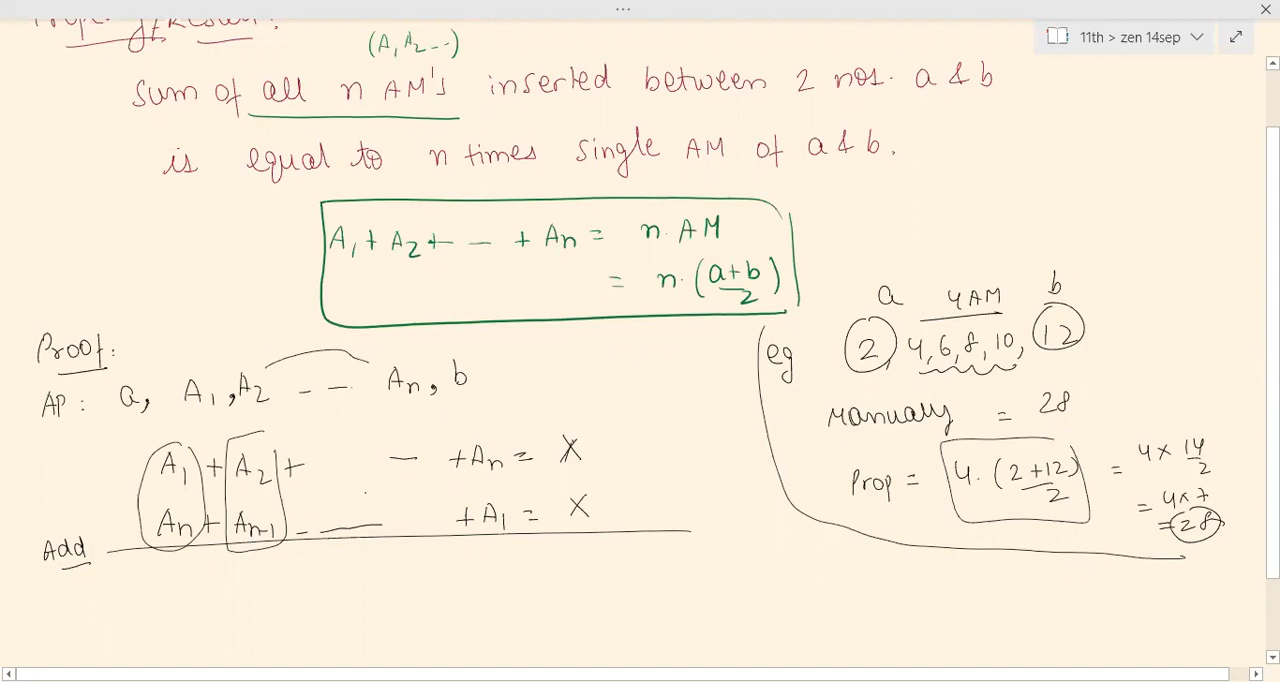 11th > zen 14sep
(A, A2 -- )
Sum of all n AM's inserted between 2 nos. a & b
is equal to n times single AM of a & b.
A1 + A2 + - - + An = n. AM
= n. (a+b/2)
Proof:
AP: a, A1, A2 - - An, b
A1 + A2 + - +An = X
An + An-1 - - +A1 = X
Add
a 4AM b
eg 2, 4, 6, 8, 10, 12
Manually = 28
Prop = 4. (2+12/2) = 4 x 14/2
= 4x7
= 28